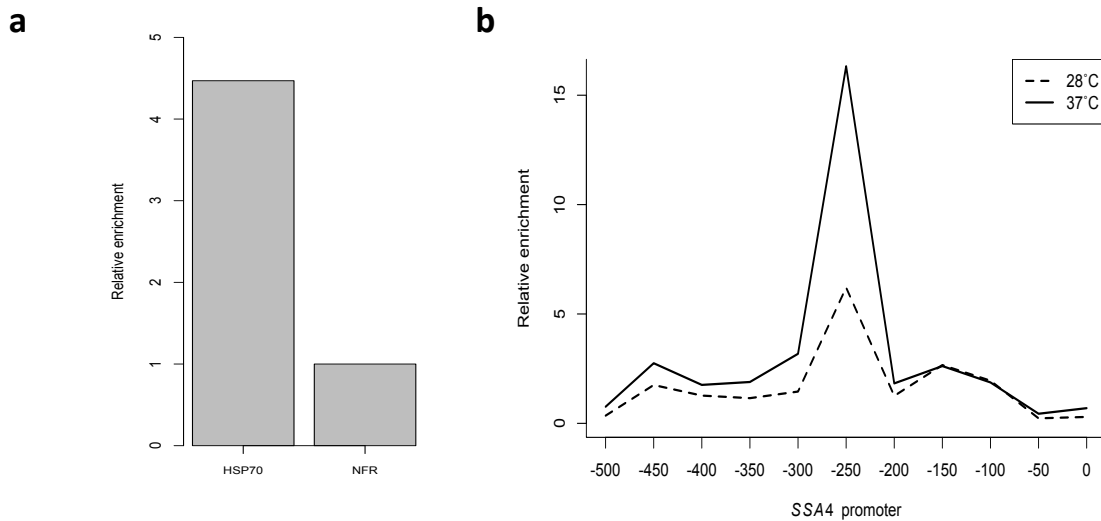 a
Relative enrichment
5
4
3
2
1
0
HSP70 NFR
b
Relative enrichment
15
10
5
0
-500 -450 -400 -350 -300 -250 -200 -150 -100 -50 0
SSA4 promoter
28°C
37°C